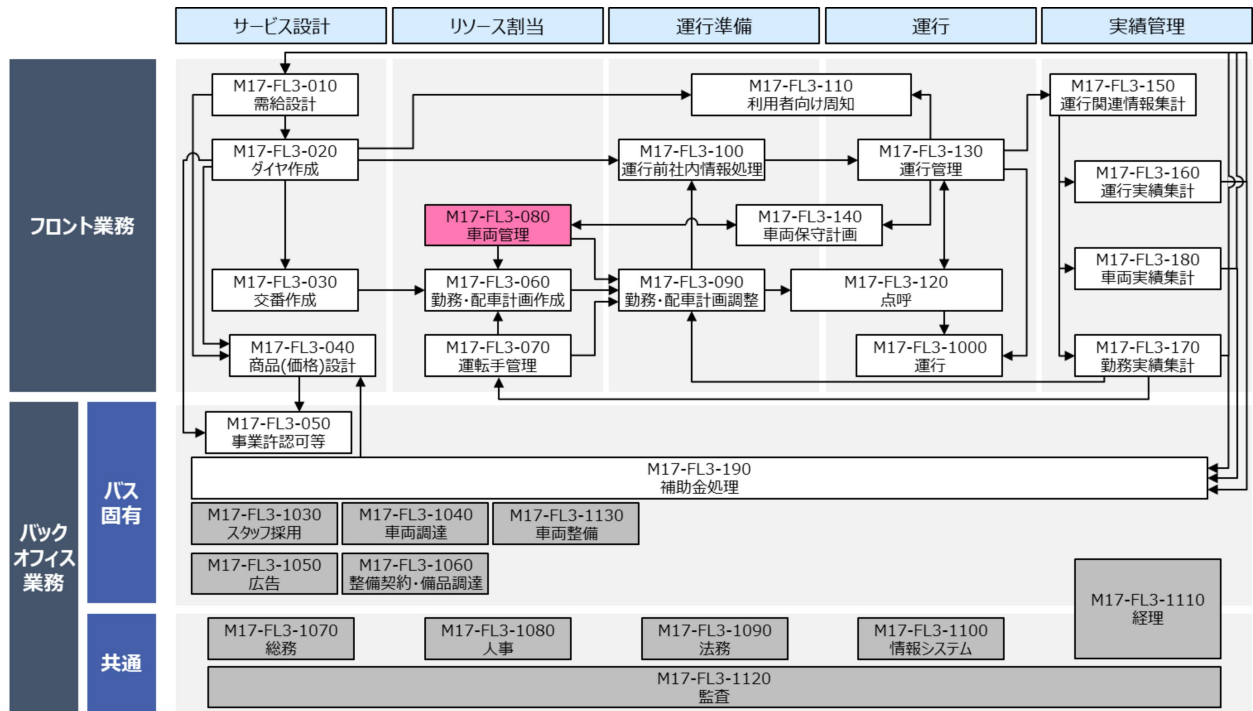 サービス設計
リソース割当
運行準備
運行
実績管理
フロント業務
M17-FL3-010
需給設計
M17-FL3-110
利用者向け周知
M17-FL3-150
運行関連情報集計
M17-FL3-020
ダイヤ作成
M17-FL3-100
運行前社内情報処理
M17-FL3-130
運行管理
M17-FL3-160
運行実績集計
M17-FL3-080
車両管理
M17-FL3-140
車両保守計画
M17-FL3-180
車両実績集計
M17-FL3-030
交番作成
M17-FL3-060
勤務・配車計画作成
M17-FL3-090
勤務・配車計画調整
M17-FL3-120
点呼
M17-FL3-040
商品(価格)設計
M17-FL3-070
運転手管理
M17-FL3-1000
運行
M17-FL3-170
勤務実績集計
バック
オフィス
業務
バス
固有
M17-FL3-050
事業許認可等
M17-FL3-190
補助金処理
M17-FL3-1030
スタッフ採用
M17-FL3-1040
車両調達
M17-FL3-1130
車両整備
M17-FL3-1050
広告
M17-FL3-1060
整備契約・備品調達
M17-FL3-1110
経理
共通
M17-FL3-1070
総務
M17-FL3-1080
人事
M17-FL3-1090
法務
M17-FL3-1100
情報システム
M17-FL3-1120
監査